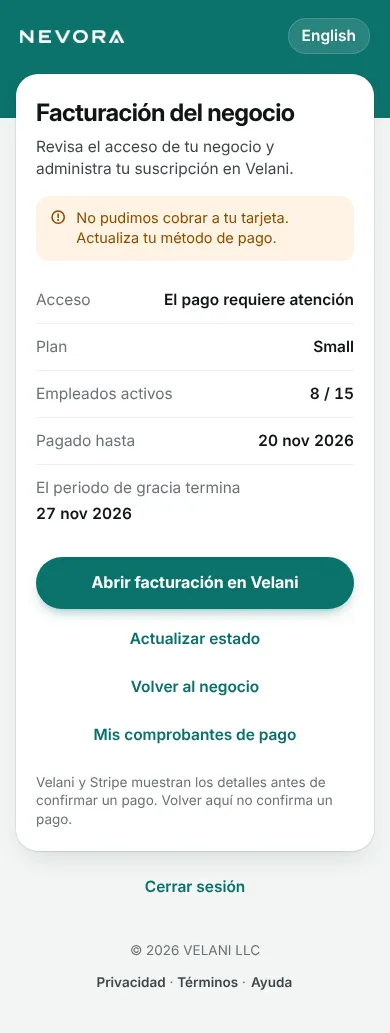 NEVORA
English
Facturación del negocio
Revisa el acceso de tu negocio y
administra tu suscripción en Velani.
No pudimos cobrar a tu tarjeta.
Actualiza tu método de pago.
Acceso El pago requiere atención
Plan Small
Empleados activos 8 / 15
Pagado hasta 20 nov 2026
El periodo de gracia termina
27 nov 2026
Abrir facturación en Velani
Actualizar estado
Volver al negocio
Mis comprobantes de pago
Velani y Stripe muestran los detalles antes de
confirmar un pago. Volver aquí no confirma un
pago.
Cerrar sesión
© 2026 VELANI LLC
Privacidad · Términos · Ayuda